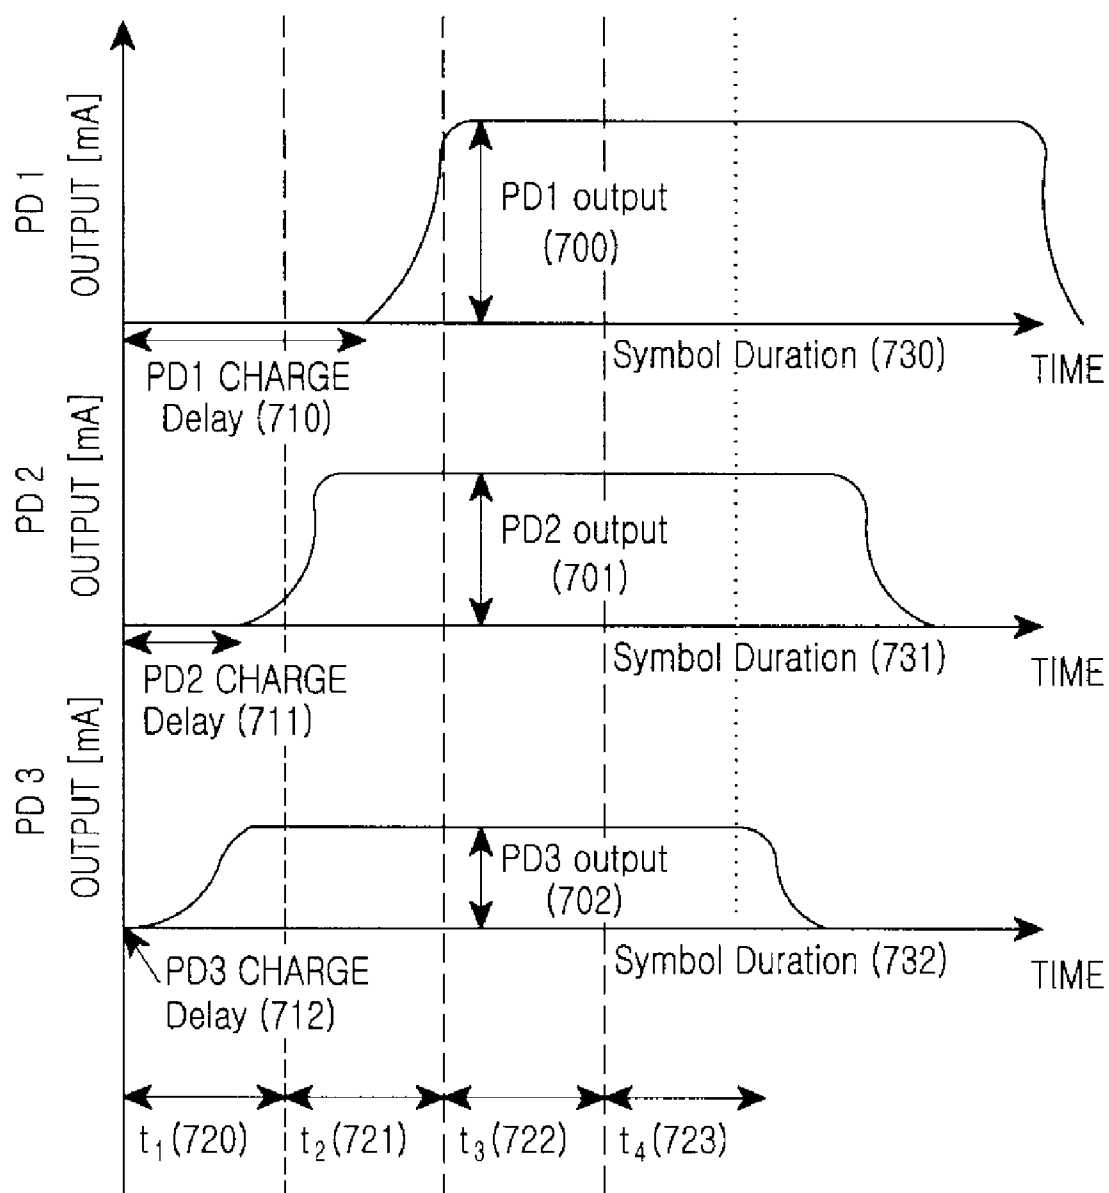 PD 1
OUTPUT [mA]
PD1 output
(700)
Symbol Duration (730)
TIME
PD1 CHARGE
Delay (710)
PD 2
OUTPUT [mA]
PD2 output
(701)
Symbol Duration (731)
TIME
PD2 CHARGE
Delay (711)
PD 3
OUTPUT [mA]
PD3 output
(702)
Symbol Duration (732)
TIME
PD3 CHARGE
Delay (712)
t1 (720)
t2 (721)
t3 (722)
t4 (723)